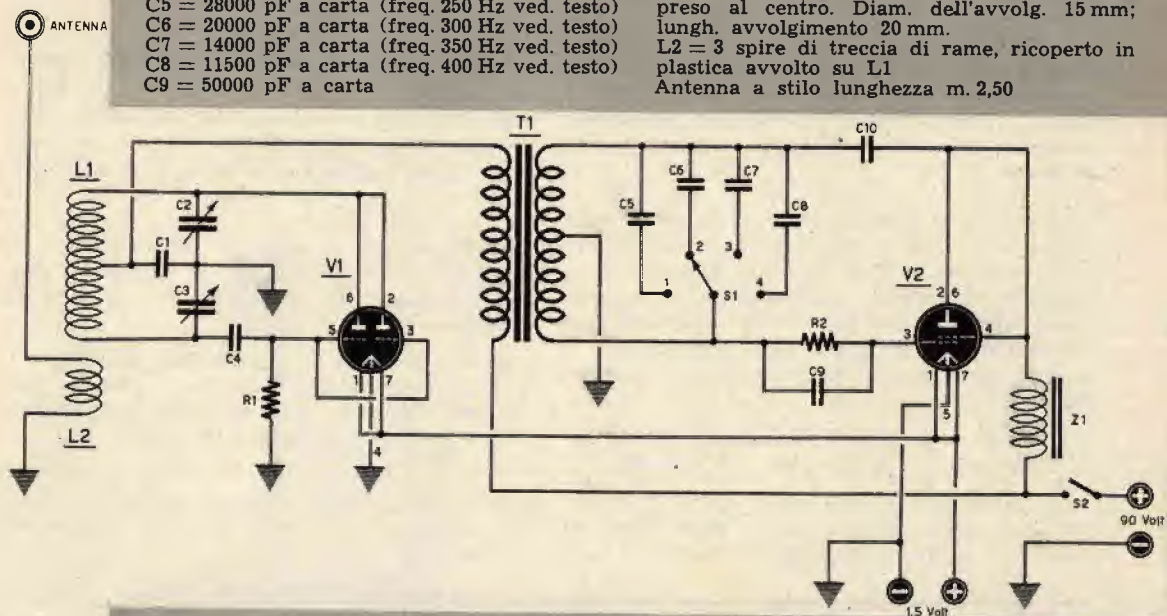 C5 = 28000 pF a carta (freq. 250 Hz ved. testo)
C6 = 20000 pF a carta (freq. 300 Hz ved. testo)
C7 = 14000 pF a carta (freq. 350 Hz ved. testo)
C8 = 11500 pF a carta (freq. 400 Hz ved. testo)
C9 = 50000 pF a carta
preso al centro. Diam. dell'avvolg. 15 mm;
lungh. avvolgimento 20 mm.
L2 = 3 spire di treccia di rame, ricoperto in
plastica avvolto su L1
Antenna a stilo lunghezza m. 2,50
ANTENNA
L1
C2
C1
C3
C4
R1
L2
V1
6 2
5 3
1 7
4
T1
C5
C6
C7
C8
C10
1
2
3
4
S1
R2
C9
V2
2 6
3 4
1 7
5
Z1
S2
+
90 Volt
-
- +
1,5 Volt